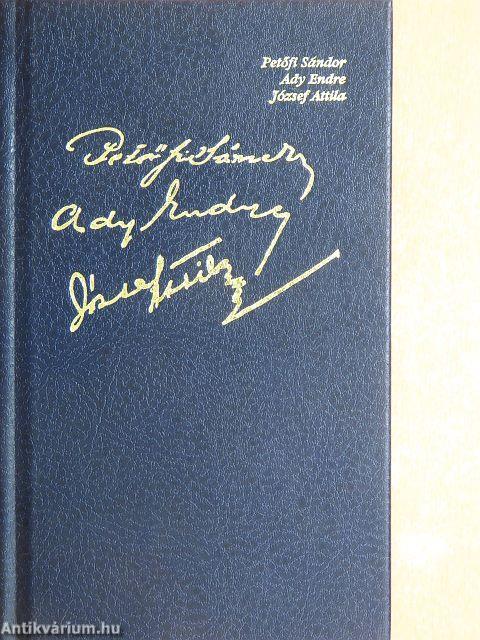 Petőfi Sándor
Ady Endre
József Attila
Petőfi Sándor
Ady Endre
József Attila
Antikvárium.hu